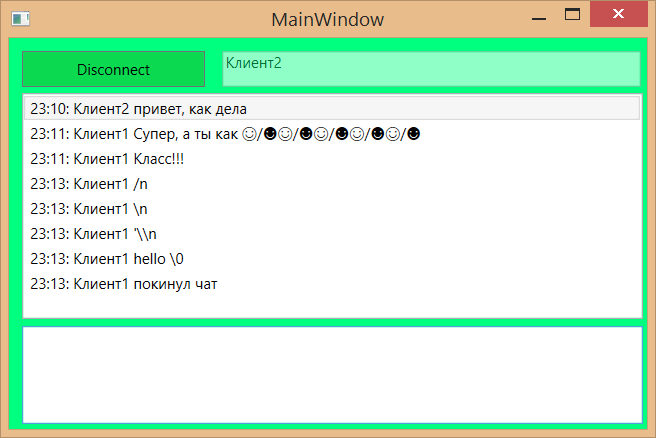 MainWindow
Disconnect
Клиент2
23:10: Клиент2 привет, как дела
23:11: Клиент1 Супер, а ты как ☺/☻☺/☻☺/☻☺/☻☺/☻
23:11: Клиент1 Класс!!!
23:13: Клиент1 /n
23:13: Клиент1 \n
23:13: Клиент1 '\\n
23:13: Клиент1 hello \0
23:13: Клиент1 покинул чат